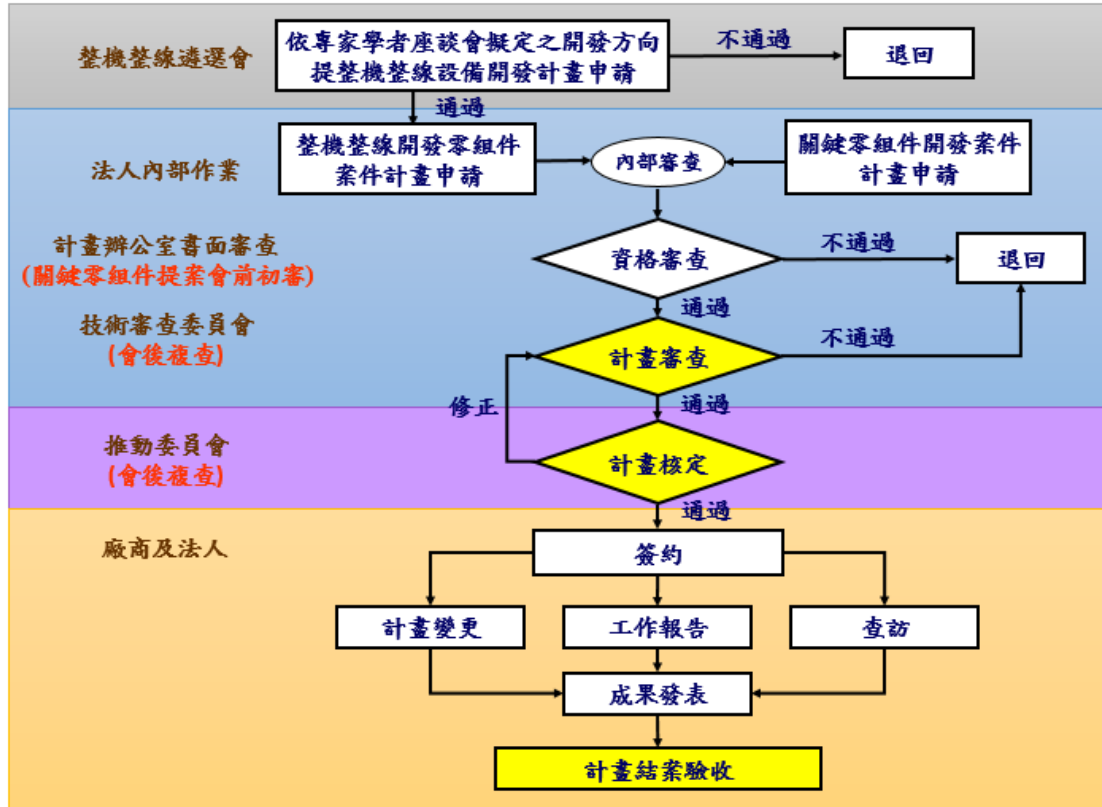 整機整線遴選會
依專家學者座談會擬定之開發方向
提整機整線設備開發計畫申請
不通過
退回
通過
法人內部作業
整機整線開發零組件
案件計畫申請
內部審查
關鍵零組件開發案件
計畫申請
計畫辦公室書面審查
(關鍵零組件提案會前初審)
資格審查
不通過
退回
通過
技術審查委員會
(會後複查)
計畫審查
不通過
修正
通過
推動委員會
(會後複查)
計畫核定
通過
廠商及法人
簽約
計畫變更
工作報告
查訪
成果發表
計畫結案驗收